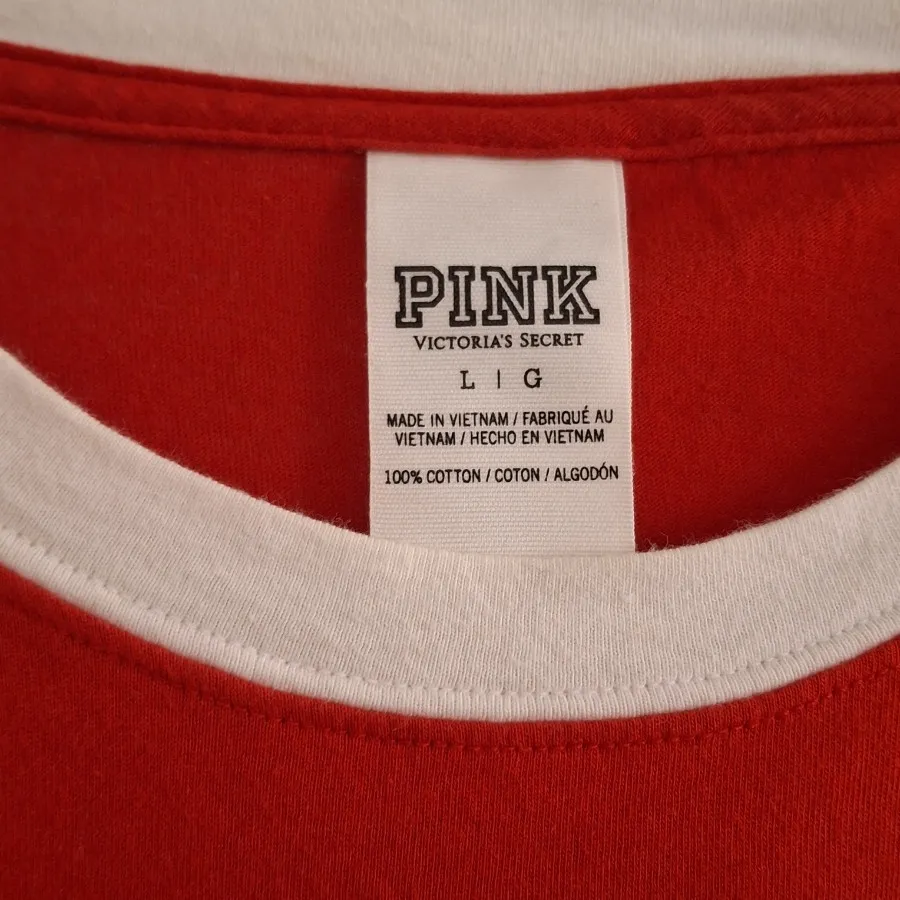 PINK
VICTORIA'S SECRET
L | G
MADE IN VIETNAM / FABRIQUÉ AU
VIETNAM / HECHO EN VIETNAM
100% COTTON / COTON / ALGODÓN